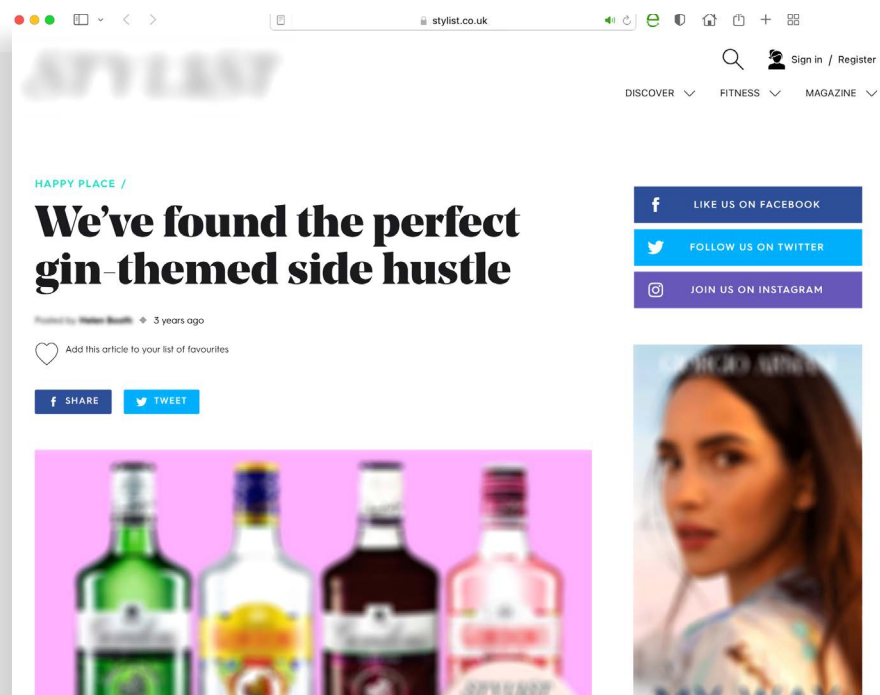 stylist.co.uk
Sign in / Register
DISCOVER
FITNESS
MAGAZINE
HAPPY PLACE /
We've found the perfect
gin-themed side hustle
3 years ago
Add this article to your list of favourites
SHARE
TWEET
LIKE US ON FACEBOOK
FOLLOW US ON TWITTER
JOIN US ON INSTAGRAM